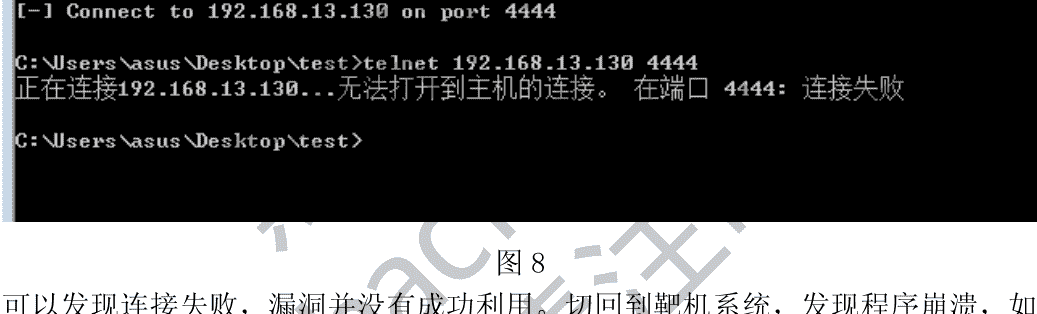 [-] Connect to 192.168.13.130 on port 4444
C:\Users\asus\Desktop\test>telnet 192.168.13.130 4444
正在连接192.168.13.130...无法打开到主机的连接。 在端口 4444: 连接失败
C:\Users\asus\Desktop\test>
图 8
可以发现连接失败，漏洞并没有成功利用。切回到靶机系统，发现程序崩溃，如